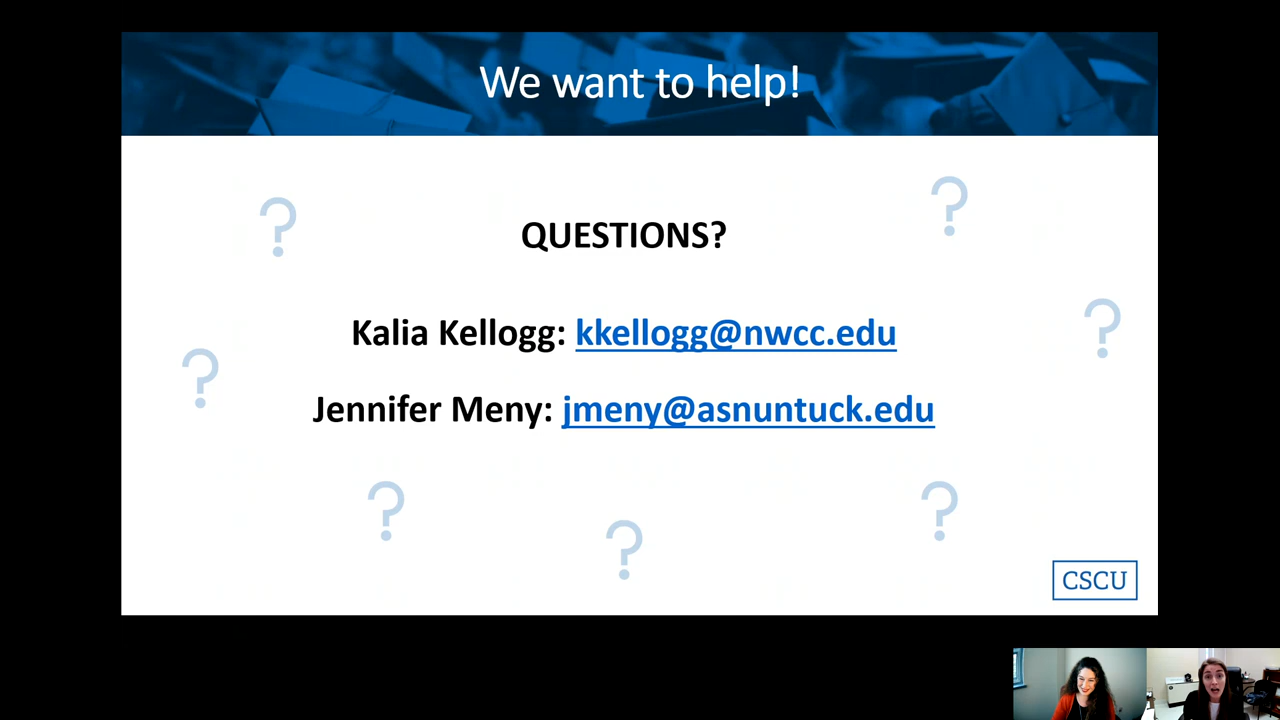 We want to help!
QUESTIONS?
Kalia Kellogg: kkellogg@nwcc.edu
Jennifer Meny: jmeny@asnuntuck.edu
CSCU